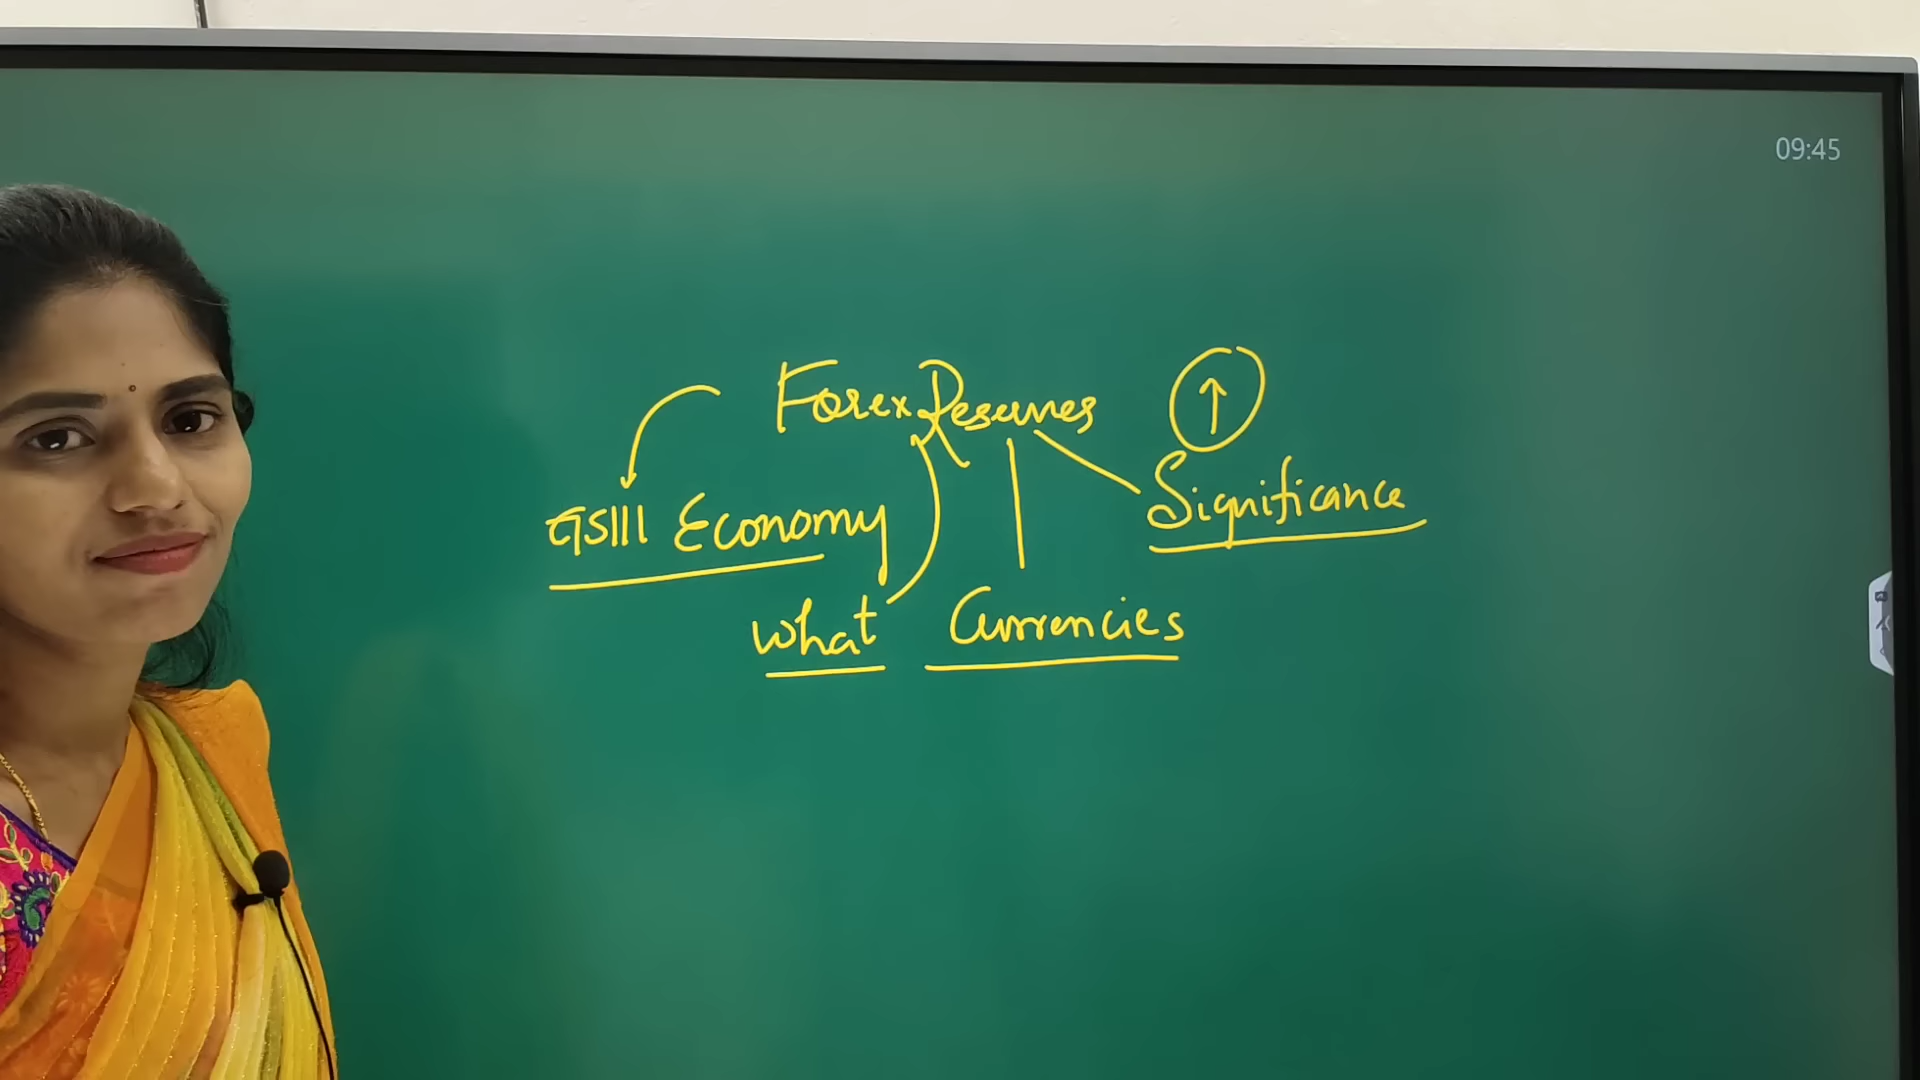 09:45
Forex Reserves ↑
GSIII Economy
Significance
What Currencies